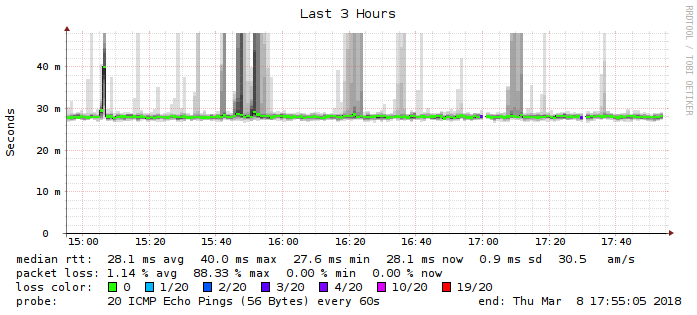 Last 3 Hours
RRDTOOL / TOBI OETIKER
Seconds
40 m
30 m
20 m
10 m
0
15:00 15:20 15:40 16:00 16:20 16:40 17:00 17:20 17:40
median rtt: 28.1 ms avg 40.0 ms max 27.6 ms min 28.1 ms now 0.9 ms sd 30.5 am/s
packet loss: 1.14 % avg 88.33 % max 0.00 % min 0.00 % now
loss color: 0 1/20 2/20 3/20 4/20 10/20 19/20
probe: 20 ICMP Echo Pings (56 Bytes) every 60s end: Thu Mar 8 17:55:05 2018